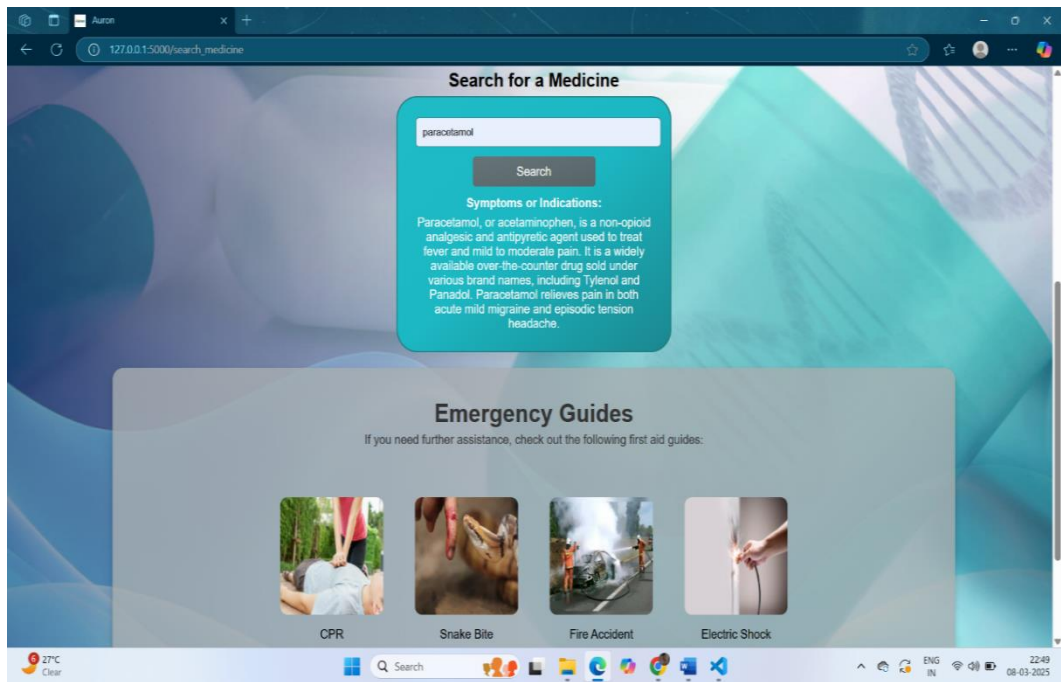 Auron
127.0.0.1:5000/search_medicine
Search for a Medicine
paracetamol
Search
Symptoms or Indications:
Paracetamol, or acetaminophen, is a non-opioid
analgesic and antipyretic agent used to treat
fever and mild to moderate pain. It is a widely
available over-the-counter drug sold under
various brand names, including Tylenol and
Panadol. Paracetamol relieves pain in both
acute mild migraine and episodic tension
headache.
Emergency Guides
If you need further assistance, check out the following first aid guides:
CPR
Snake Bite
Fire Accident
Electric Shock
6
27°C
Clear
Search
ENG
IN
22:49
08-03-2025